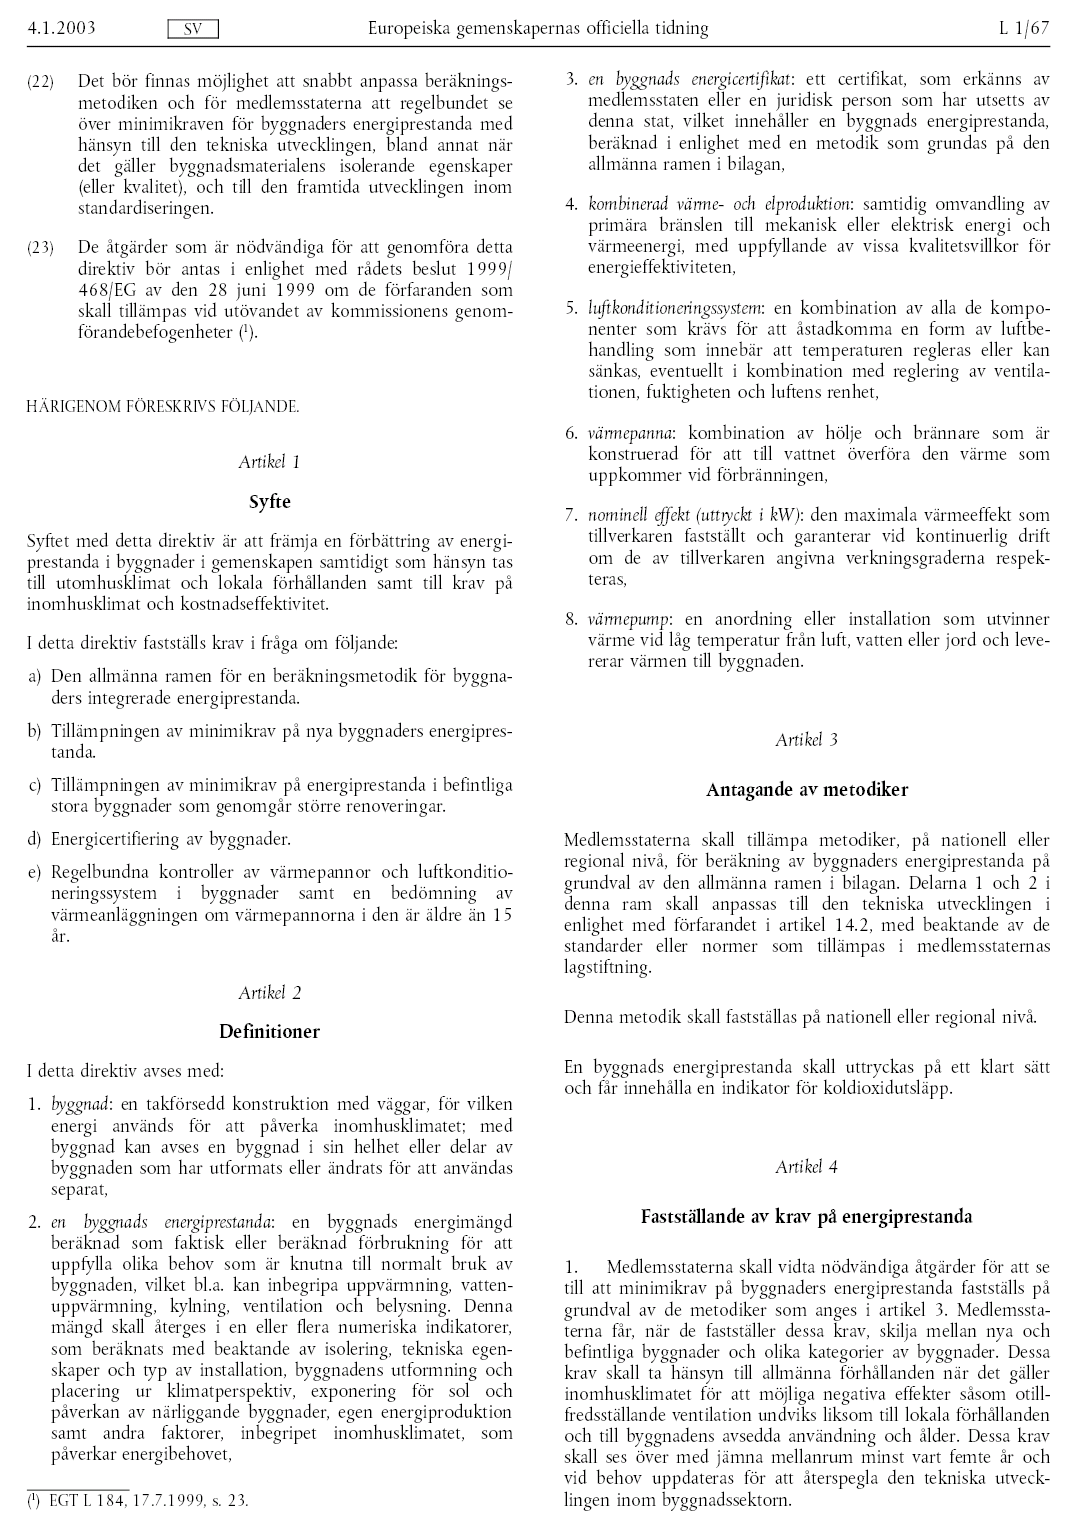 4.1.2003 SV Europeiska gemenskapernas officiella tidning L 1/67
(22) Det bör finnas möjlighet att snabbt anpassa beräknings-
metodiken och för medlemsstaterna att regelbundet se
över minimikraven för byggnaders energiprestanda med
hänsyn till den tekniska utvecklingen, bland annat när
det gäller byggnadsmaterialens isolerande egenskaper
(eller kvalitet), och till den framtida utvecklingen inom
standardiseringen.
(23) De åtgärder som är nödvändiga för att genomföra detta
direktiv bör antas i enlighet med rådets beslut 1999/
468/EG av den 28 juni 1999 om de förfaranden som
skall tillämpas vid utövandet av kommissionens genom-
förandebefogenheter (¹).
HÄRIGENOM FÖRESKRIVS FÖLJANDE.
Artikel 1
Syfte
Syftet med detta direktiv är att främja en förbättring av energi-
prestanda i byggnader i gemenskapen samtidigt som hänsyn tas
till utomhusklimat och lokala förhållanden samt till krav på
inomhusklimat och kostnadseffektivitet.
I detta direktiv fastställs krav i fråga om följande:
a) Den allmänna ramen för en beräkningsmetodik för byggna-
ders integrerade energiprestanda.
b) Tillämpningen av minimikrav på nya byggnaders energipres-
tanda.
c) Tillämpningen av minimikrav på energiprestanda i befintliga
stora byggnader som genomgår större renoveringar.
d) Energicertifiering av byggnader.
e) Regelbundna kontroller av värmepannor och luftkonditio-
neringssystem i byggnader samt en bedömning av
värmeanläggningen om värmepannorna i den är äldre än 15
år.
Artikel 2
Definitioner
I detta direktiv avses med:
1. byggnad: en takförsedd konstruktion med väggar, för vilken
energi används för att påverka inomhusklimatet; med
byggnad kan avses en byggnad i sin helhet eller delar av
byggnaden som har utformats eller ändrats för att användas
separat,
2. en byggnads energiprestanda: en byggnads energimängd
beräknad som faktisk eller beräknad förbrukning för att
uppfylla olika behov som är knutna till normalt bruk av
byggnaden, vilket bl.a. kan inbegripa uppvärmning, vatten-
uppvärmning, kylning, ventilation och belysning. Denna
mängd skall återges i en eller flera numeriska indikatorer,
som beräknats med beaktande av isolering, tekniska egen-
skaper och typ av installation, byggnadens utformning och
placering ur klimatperspektiv, exponering för sol och
påverkan av närliggande byggnader, egen energiproduktion
samt andra faktorer, inbegripet inomhusklimatet, som
påverkar energibehovet,
(¹) EGT L 184, 17.7.1999, s. 23.
3. en byggnads energicertifikat: ett certifikat, som erkänns av
medlemsstaten eller en juridisk person som har utsetts av
denna stat, vilket innehåller en byggnads energiprestanda,
beräknad i enlighet med en metodik som grundas på den
allmänna ramen i bilagan,
4. kombinerad värme- och elproduktion: samtidig omvandling av
primära bränslen till mekanisk eller elektrisk energi och
värmeenergi, med uppfyllande av vissa kvalitetsvillkor för
energieffektiviteten,
5. luftkonditioneringssystem: en kombination av alla de kompo-
nenter som krävs för att åstadkomma en form av luftbe-
handling som innebär att temperaturen regleras eller kan
sänkas, eventuellt i kombination med reglering av ventila-
tionen, fuktigheten och luftens renhet,
6. värmepanna: kombination av hölje och brännare som är
konstruerad för att till vattnet överföra den värme som
uppkommer vid förbränningen,
7. nominell effekt (uttryckt i kW): den maximala värmeeffekt som
tillverkaren fastställt och garanterar vid kontinuerlig drift
om de av tillverkaren angivna verkningsgraderna respek-
teras,
8. värmepump: en anordning eller installation som utvinner
värme vid låg temperatur från luft, vatten eller jord och leve-
rerar värmen till byggnaden.
Artikel 3
Antagande av metodiker
Medlemsstaterna skall tillämpa metodiker, på nationell eller
regional nivå, för beräkning av byggnaders energiprestanda på
grundval av den allmänna ramen i bilagan. Delarna 1 och 2 i
denna ram skall anpassas till den tekniska utvecklingen i
enlighet med förfarandet i artikel 14.2, med beaktande av de
standarder eller normer som tillämpas i medlemsstaternas
lagstiftning.
Denna metodik skall fastställas på nationell eller regional nivå.
En byggnads energiprestanda skall uttryckas på ett klart sätt
och får innehålla en indikator för koldioxidutsläpp.
Artikel 4
Fastställande av krav på energiprestanda
1. Medlemsstaterna skall vidta nödvändiga åtgärder för att se
till att minimikrav på byggnaders energiprestanda fastställs på
grundval av de metodiker som anges i artikel 3. Medlemssta-
terna får, när de fastställer dessa krav, skilja mellan nya och
befintliga byggnader och olika kategorier av byggnader. Dessa
krav skall ta hänsyn till allmänna förhållanden när det gäller
inomhusklimatet för att möjliga negativa effekter såsom otill-
fredsställande ventilation undviks liksom till lokala förhållanden
och till byggnadens avsedda användning och ålder. Dessa krav
skall ses över med jämna mellanrum minst vart femte år och
vid behov uppdateras för att återspegla den tekniska utveck-
lingen inom byggnadssektorn.